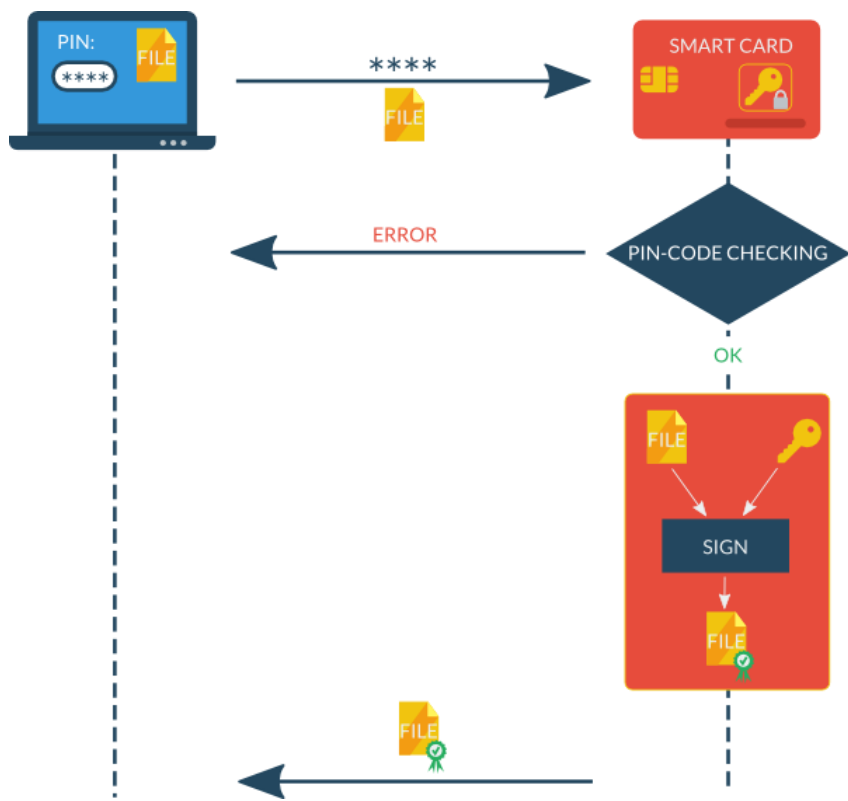 PIN:
FILE
****
****
FILE
SMART CARD
ERROR
PIN-CODE CHECKING
OK
FILE
SIGN
FILE
FILE